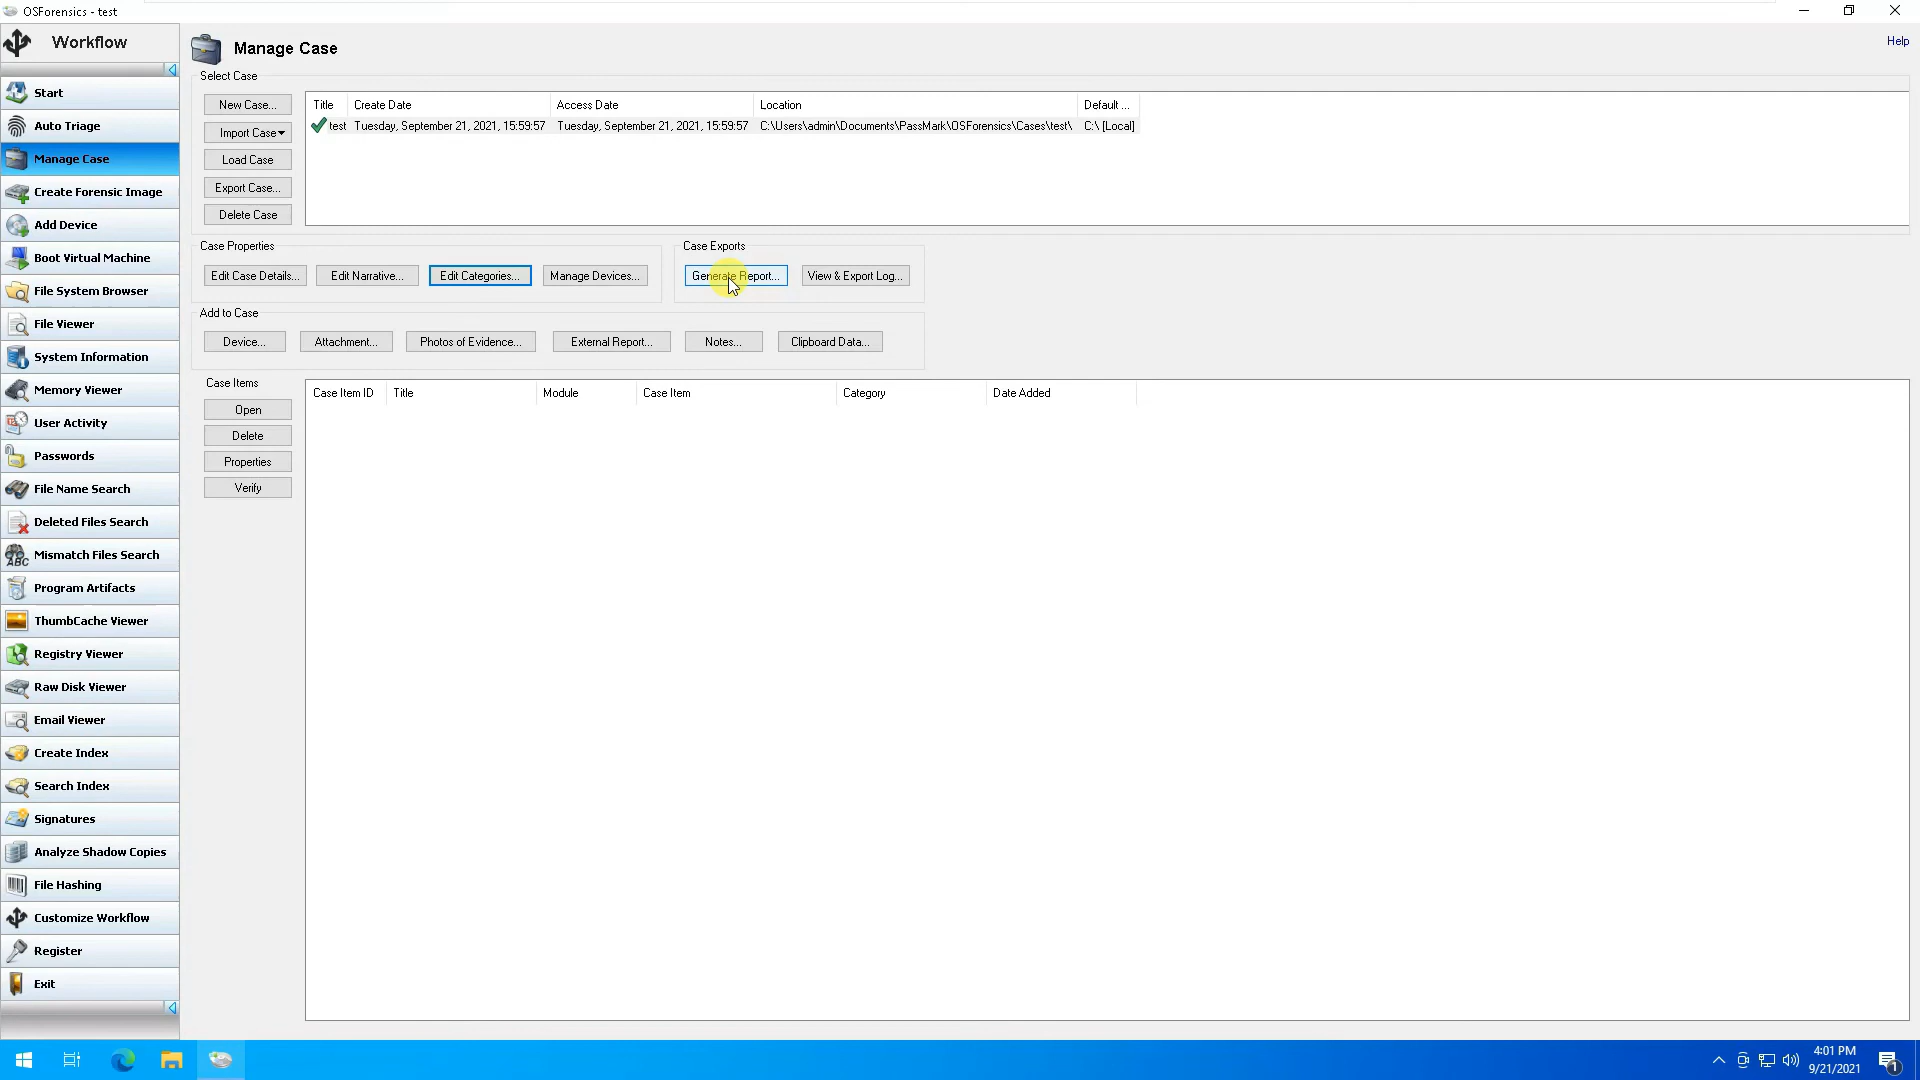 OSForensics - test
Workflow
Start
Auto Triage
Manage Case
Create Forensic Image
Add Device
Boot Virtual Machine
File System Browser
File Viewer
System Information
Memory Viewer
User Activity
Passwords
File Name Search
Deleted Files Search
Mismatch Files Search
Program Artifacts
ThumbCache Viewer
Registry Viewer
Raw Disk Viewer
Email Viewer
Create Index
Search Index
Signatures
Analyze Shadow Copies
File Hashing
Customize Workflow
Register
Exit
Manage Case
Help
Select Case
New Case...
Import Case
Load Case
Export Case...
Delete Case
Title Create Date Access Date Location Default ...
test Tuesday, September 21, 2021, 15:59:57 Tuesday, September 21, 2021, 15:59:57 C:\Users\admin\Documents\PassMark\OSForensics\Cases\test\ C:\ [Local]
Case Properties
Edit Case Details... Edit Narrative... Edit Categories... Manage Devices...
Case Exports
Generate Report... View & Export Log...
Add to Case
Device... Attachment... Photos of Evidence... External Report... Notes... Clipboard Data...
Case Items
Open
Delete
Properties
Verify
Case Item ID Title Module Case Item Category Date Added
ABC
4:01 PM
9/21/2021
1